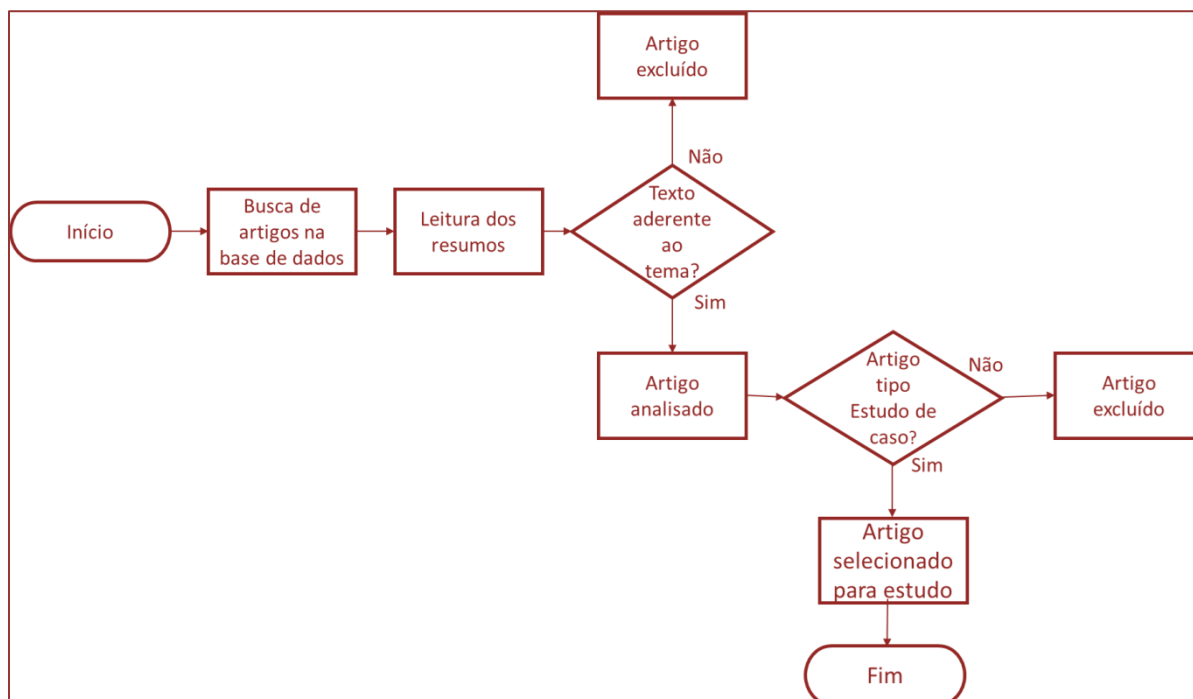 Artigo
excluído
Não
Início
Busca de
artigos na
base de dados
Leitura dos
resumos
Texto
aderente
ao
tema?
Sim
Artigo
analisado
Artigo
tipo
Estudo de
caso?
Não
Artigo
excluído
Sim
Artigo
selecionado
para estudo
Fim